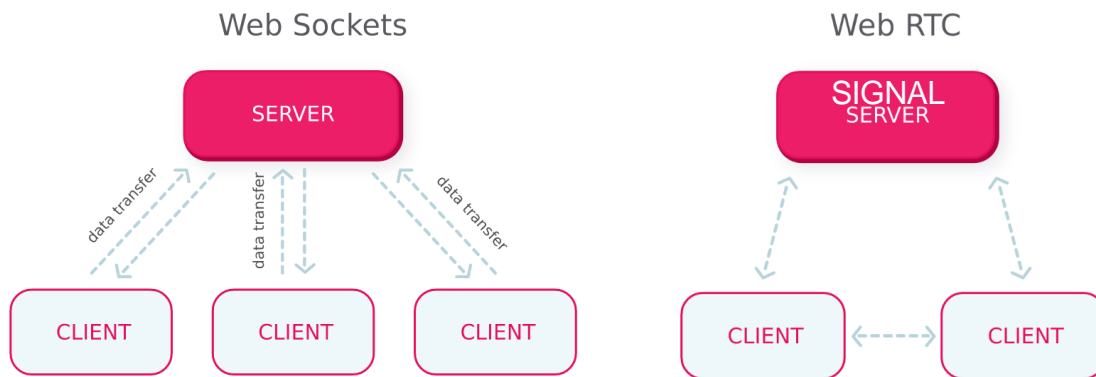 Web Sockets
SERVER
data transfer
data transfer
data transfer
CLIENT
CLIENT
CLIENT
Web RTC
SIGNAL
SERVER
CLIENT
CLIENT